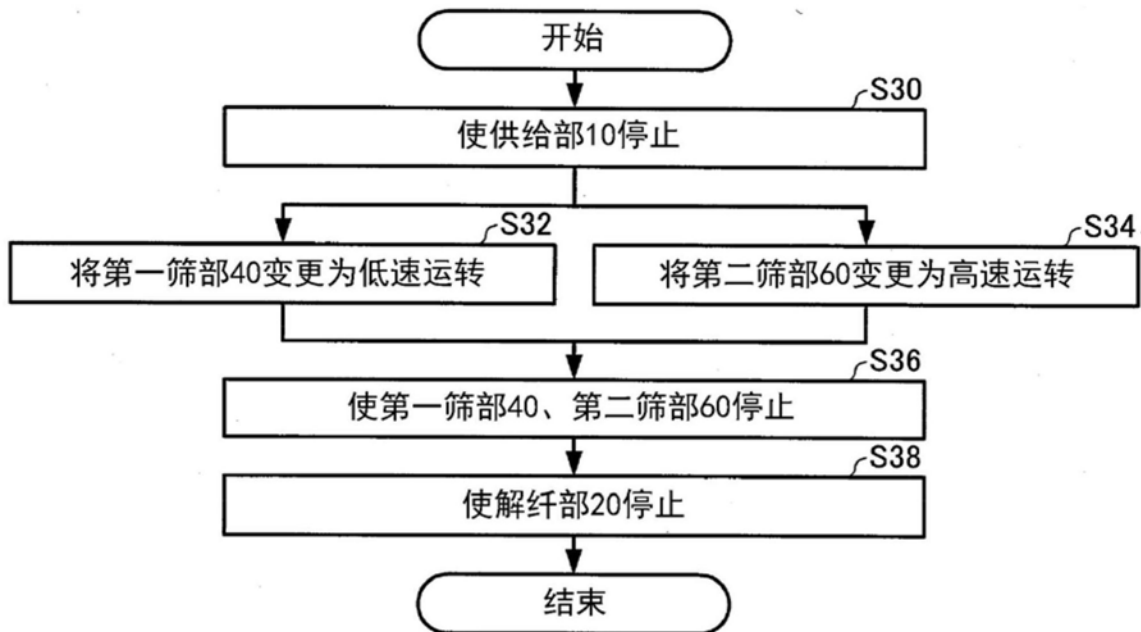 开始
S30
使供给部10停止
S32
将第一筛部40变更为低速运转
S34
将第二筛部60变更为高速运转
S36
使第一筛部40、第二筛部60停止
S38
使解纤部20停止
结束